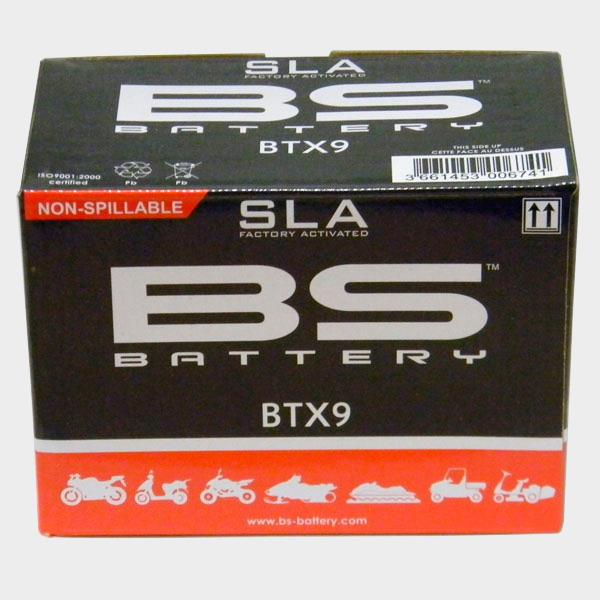 SLA
FACTORY ACTIVATED
BS™
BATTERY
BTX9
THIS SIDE UP
CETTE FACE AU DESSUS
ISO9001:2000
certified
Pb Pb
3 661453 006741
NON-SPILLABLE
SLA
FACTORY ACTIVATED
BS™
BATTERY
BTX9
www.bs-battery.com